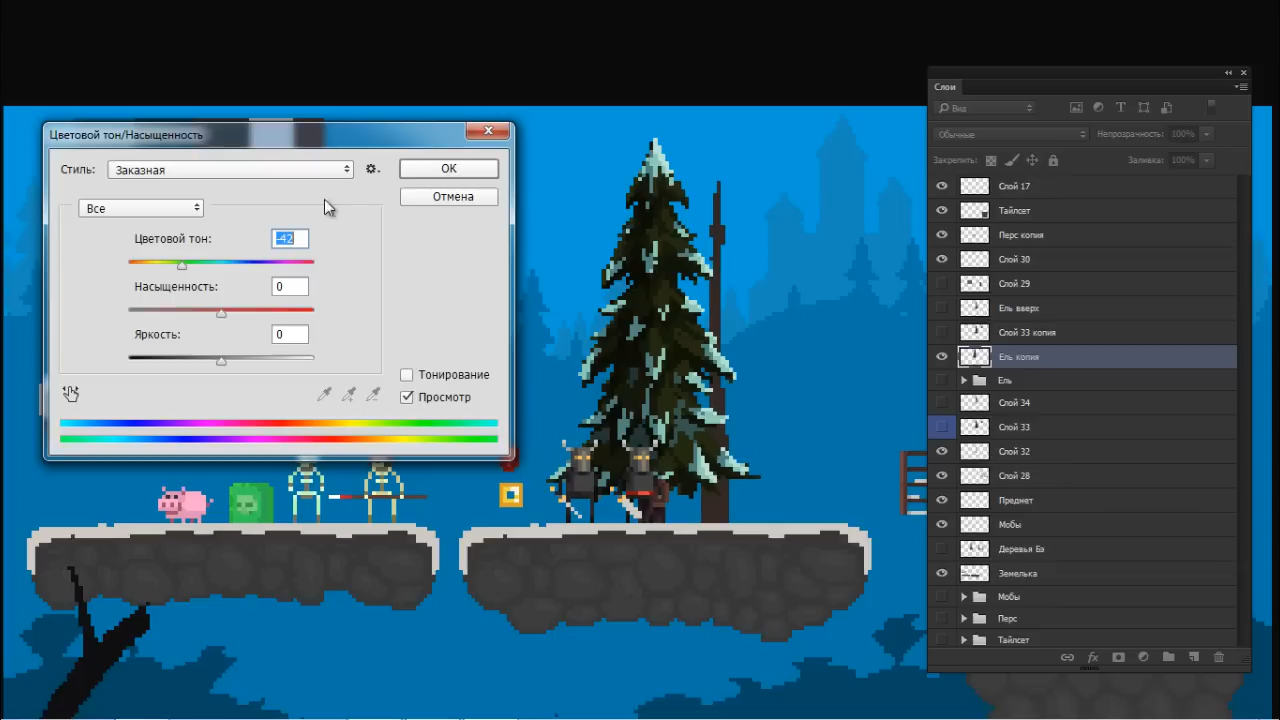 Цветовой тон/Насыщенность
Стиль: Заказная
OK
Отмена
Все
Цветовой тон: -42
Насыщенность: 0
Яркость: 0
Тонирование
Просмотр
Слои
Вид
T
Обычные Непрозрачность: 100%
Закрепить: Заливка: 100%
Слой 17
Тайлсет
Перс копия
Слой 30
Слой 29
Ель вверх
Слой 33 копия
Ель копия
Ель
Слой 34
Слой 33
Слой 32
Слой 28
Предмет
Мобы
Деревья Бэ
Земелька
Мобы
Перс
Тайлсет
fx